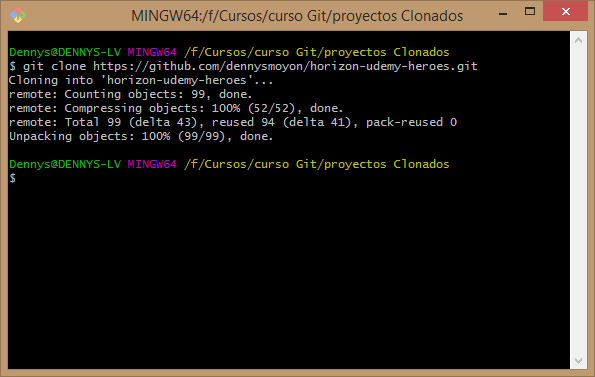 MINGW64:/f/Cursos/curso Git/proyectos Clonados
Dennys@DENNYS-LV MINGW64 /f/Cursos/curso Git/proyectos Clonados
$ git clone https://github.com/dennysmoyon/horizon-udemy-heroes.git
Cloning into 'horizon-udemy-heroes'...
remote: Counting objects: 99, done.
remote: Compressing objects: 100% (52/52), done.
remote: Total 99 (delta 43), reused 94 (delta 41), pack-reused 0
Unpacking objects: 100% (99/99), done.
Dennys@DENNYS-LV MINGW64 /f/Cursos/curso Git/proyectos Clonados
$